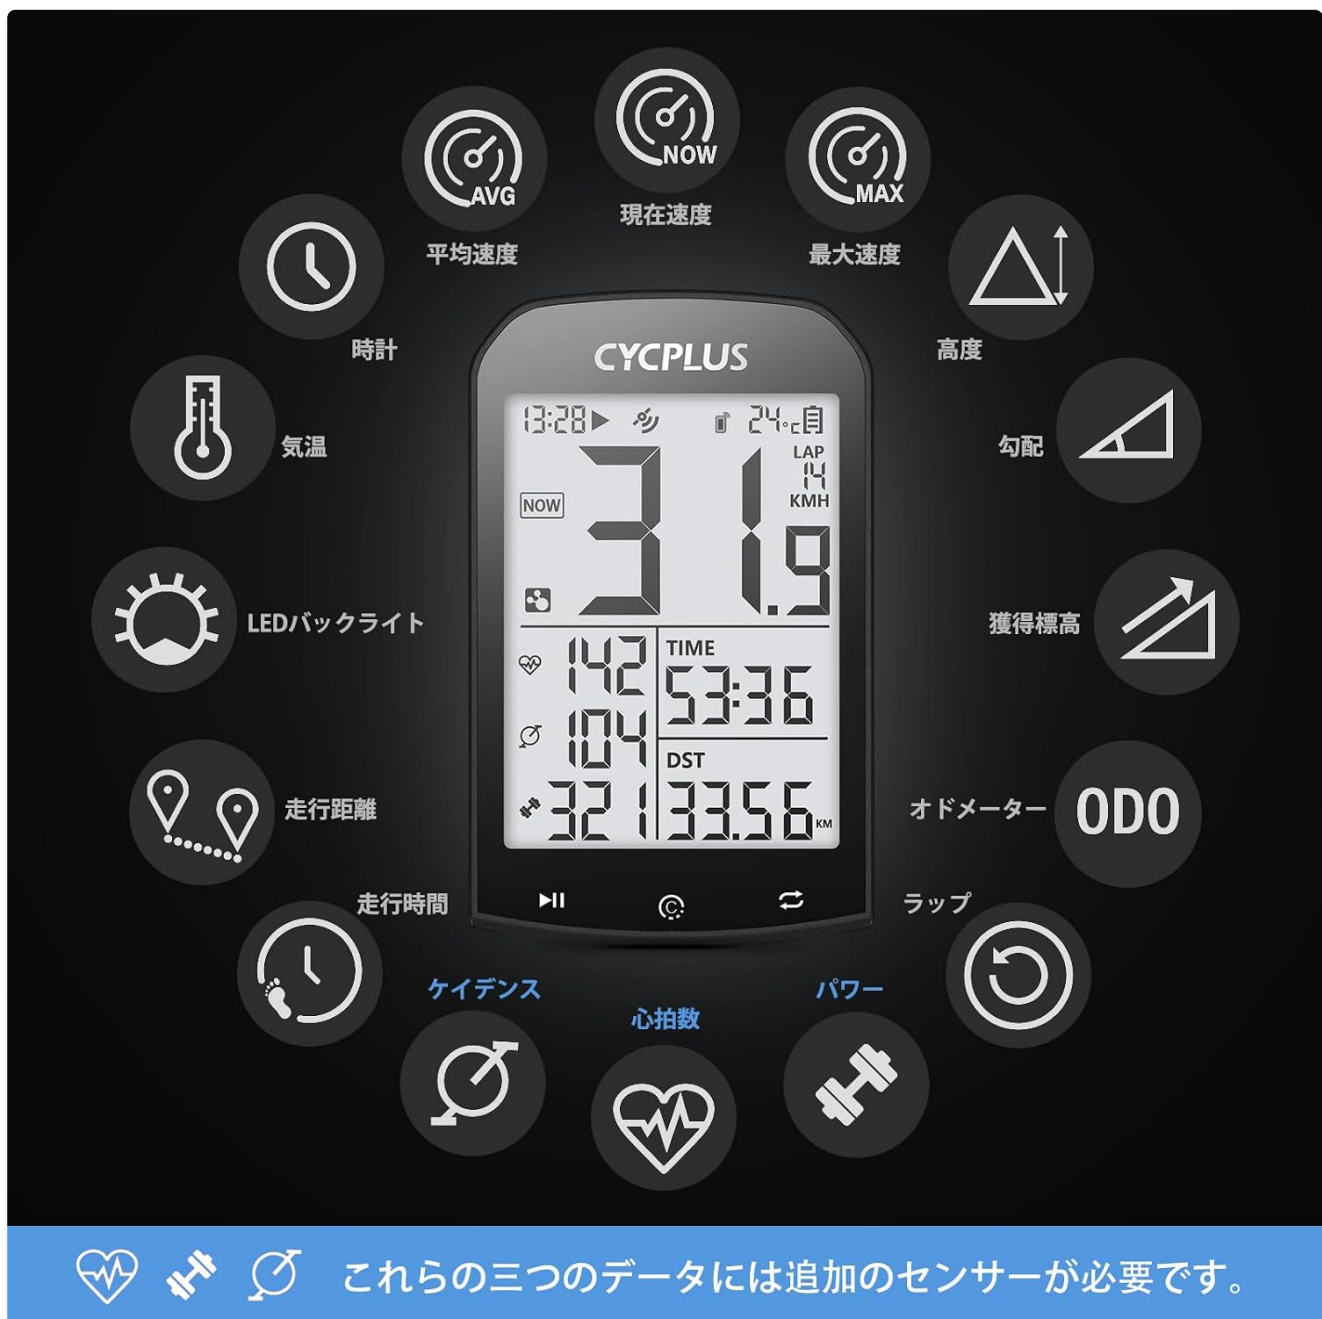 NOW
現在速度
AVG
平均速度
MAX
最大速度
時計
高度
気温
勾配
LEDバックライト
獲得標高
走行距離
オドメーター
ODO
走行時間
ラップ
ケイデンス
心拍数
パワー
CYCPLUS
13:28 24°C
LAP
14
KMH
NOW
31.9
142
TIME
53:36
104
DST
321
33.56 KM
C
これらの三つのデータには追加のセンサーが必要です。